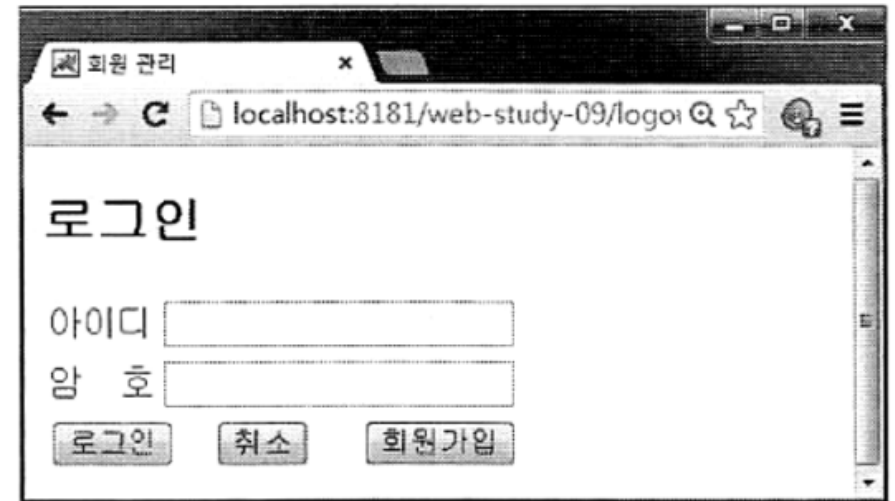 회원 관리
localhost:8181/web-study-09/logou
로그인
아이디
암 호
로그인 취소 회원가입